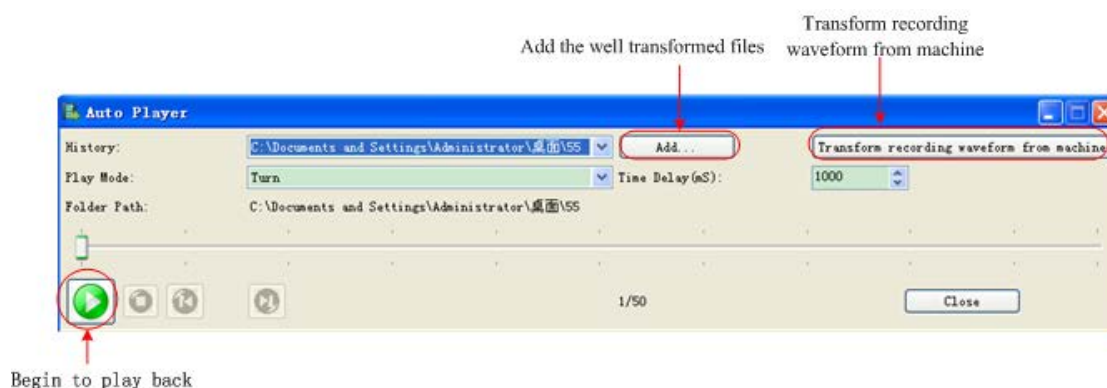 Transform recording
waveform from machine
Add the well transformed files
Auto Player
History: C:\Documents and Settings\Administrator\桌面\55 Add... Transform recording waveform from machine
Play Mode: Turn Time Delay(mS): 1000
Folder Path: C:\Documents and Settings\Administrator\桌面\55
1/50 Close
Begin to play back